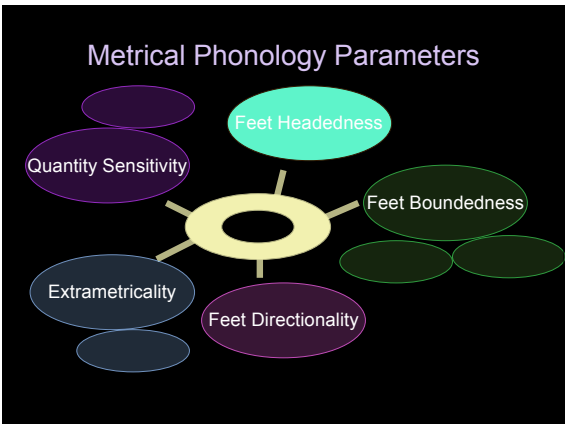 Metrical Phonology Parameters
Feet Headedness
Quantity Sensitivity
Feet Boundedness
Extrametricality
Feet Directionality